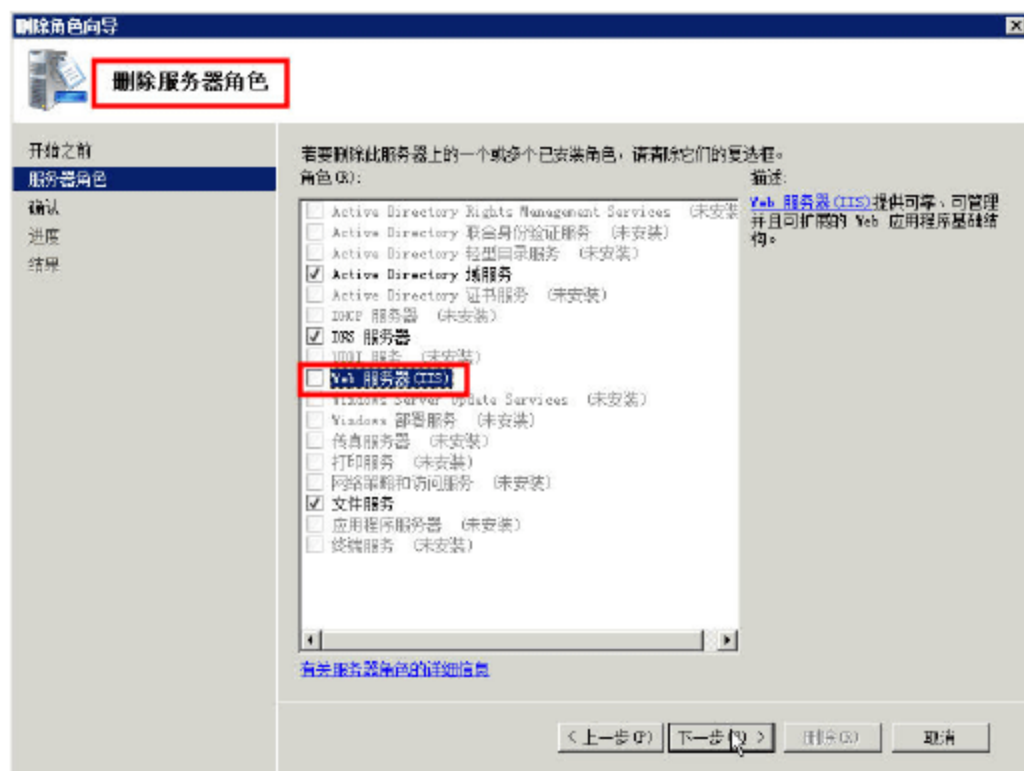 删除角色向导
删除服务器角色
开始之前
服务器角色
确认
进度
结果
若要删除此服务器上的一个或多个已安装角色，请清除它们的复选框。
角色(R):
Active Directory Rights Management Services （未安装
Active Directory 联合身份验证服务 （未安装）
Active Directory 轻型目录服务 （未安装）
Active Directory 域服务
Active Directory 证书服务 （未安装）
DHCP 服务器 （未安装）
DNS 服务器
UDDI 服务 （未安装）
Web 服务器(IIS)
Windows Server Update Services （未安装）
Windows 部署服务 （未安装）
传真服务器 （未安装）
打印服务 （未安装）
网络策略和访问服务 （未安装）
文件服务
应用程序服务器 （未安装）
终端服务 （未安装）
有关服务器角色的详细信息
描述:
Web 服务器(IIS)提供可靠、可管理
并且可扩展的 Web 应用程序基础结
构。
< 上一步(P) 下一步(N) > 删除(R) 取消